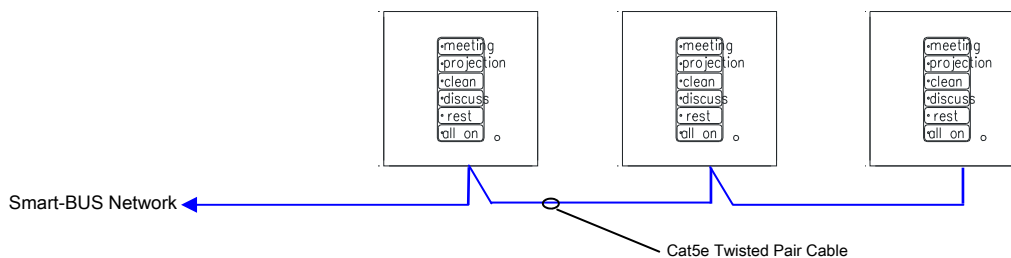 •meeting
•projection
•clean
•discuss
• rest
•all on
•meeting
•projection
•clean
•discuss
• rest
•all on
•meeting
•projection
•clean
•discuss
• rest
•all on
Smart-BUS Network
Cat5e Twisted Pair Cable